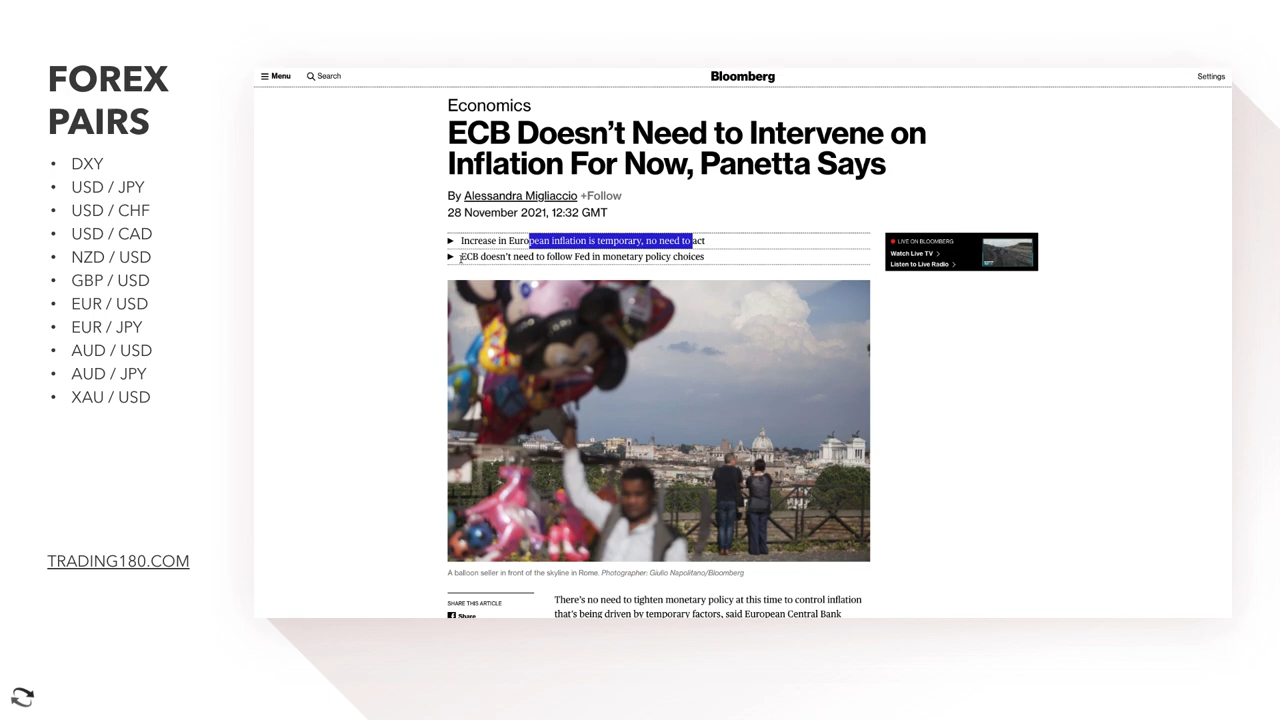 FOREX
PAIRS
• DXY
• USD / JPY
• USD / CHF
• USD / CAD
• NZD / USD
• GBP / USD
• EUR / USD
• EUR / JPY
• AUD / USD
• AUD / JPY
• XAU / USD
TRADING180.COM
Menu Search Bloomberg Settings
Economics
ECB Doesn’t Need to Intervene on
Inflation For Now, Panetta Says
By Alessandra Migliaccio +Follow
28 November 2021, 12:32 GMT
Increase in European inflation is temporary, no need to act
ECB doesn’t need to follow Fed in monetary policy choices
LIVE ON BLOOMBERG
Watch Live TV
Listen to Live Radio
A balloon seller in front of the skyline in Rome. Photographer: Giulio Napolitano/Bloomberg
SHARE THIS ARTICLE
Share
There’s no need to tighten monetary policy at this time to control inflation
that’s being driven by temporary factors, said European Central Bank